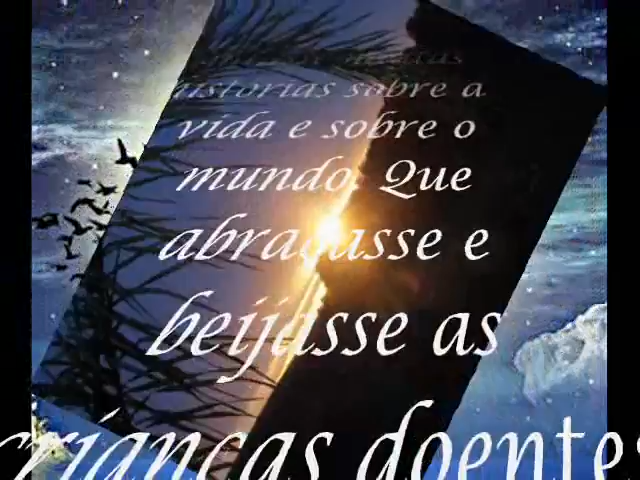 histórias sobre a
vida e sobre o
mundo. Que
abraçasse e
beijasse as
crianças doentes